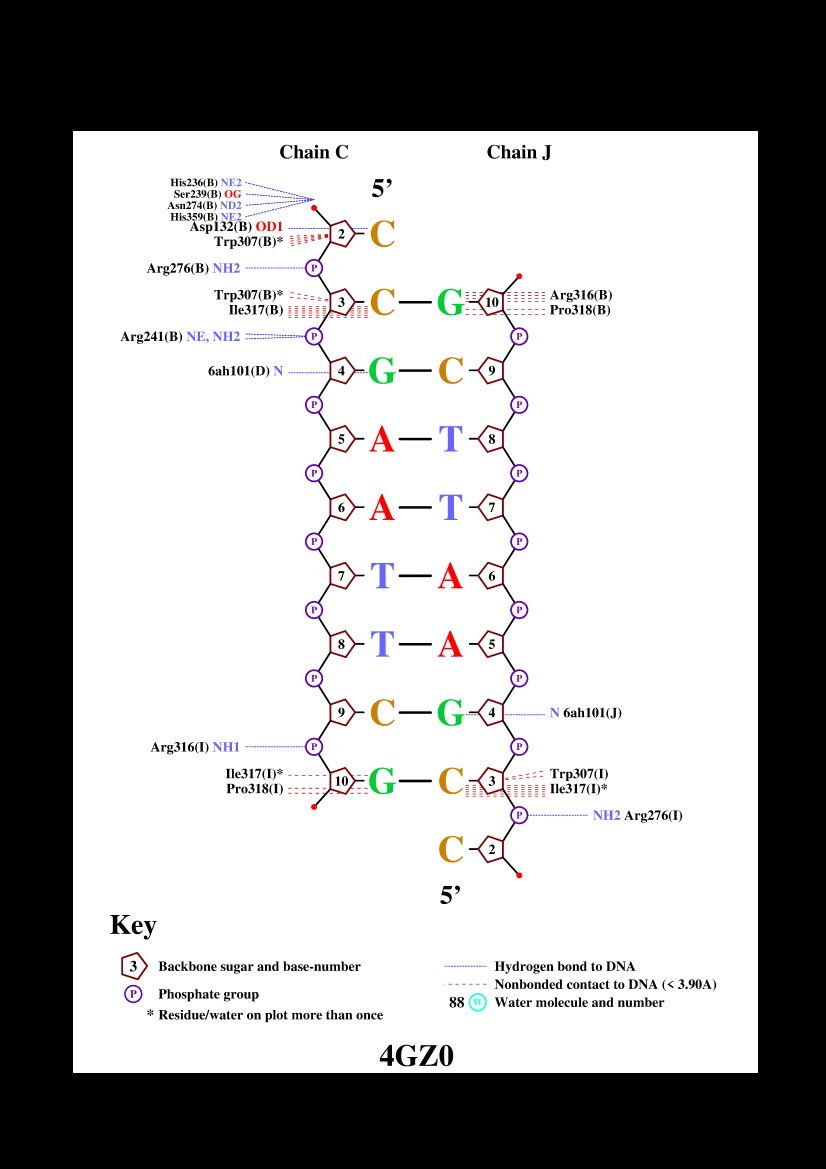 Chain C Chain J
5’
His236(B) NE2
Ser239(B) OG
Asn274(B) ND2
His359(B) NE2
Asp132(B) OD1
2 C
Trp307(B)*
Arg276(B) NH2 P
Trp307(B)* 3 C G 10 Arg316(B)
Ile317(B) Pro318(B)
Arg241(B) NE, NH2 P P
6ah101(D) N 4 G C 9
P P
5 A T 8
P P
6 A T 7
P P
7 T A 6
P P
8 T A 5
P P
9 C G 4 N 6ah101(J)
Arg316(I) NH1 P P
Ile317(I)* 10 G C 3 Trp307(I)
Pro318(I) Ile317(I)*
P NH2 Arg276(I)
C 2
5’
Key
3 Backbone sugar and base-number
P Phosphate group
* Residue/water on plot more than once
Hydrogen bond to DNA
Nonbonded contact to DNA (< 3.90A)
88 W Water molecule and number
4GZ0